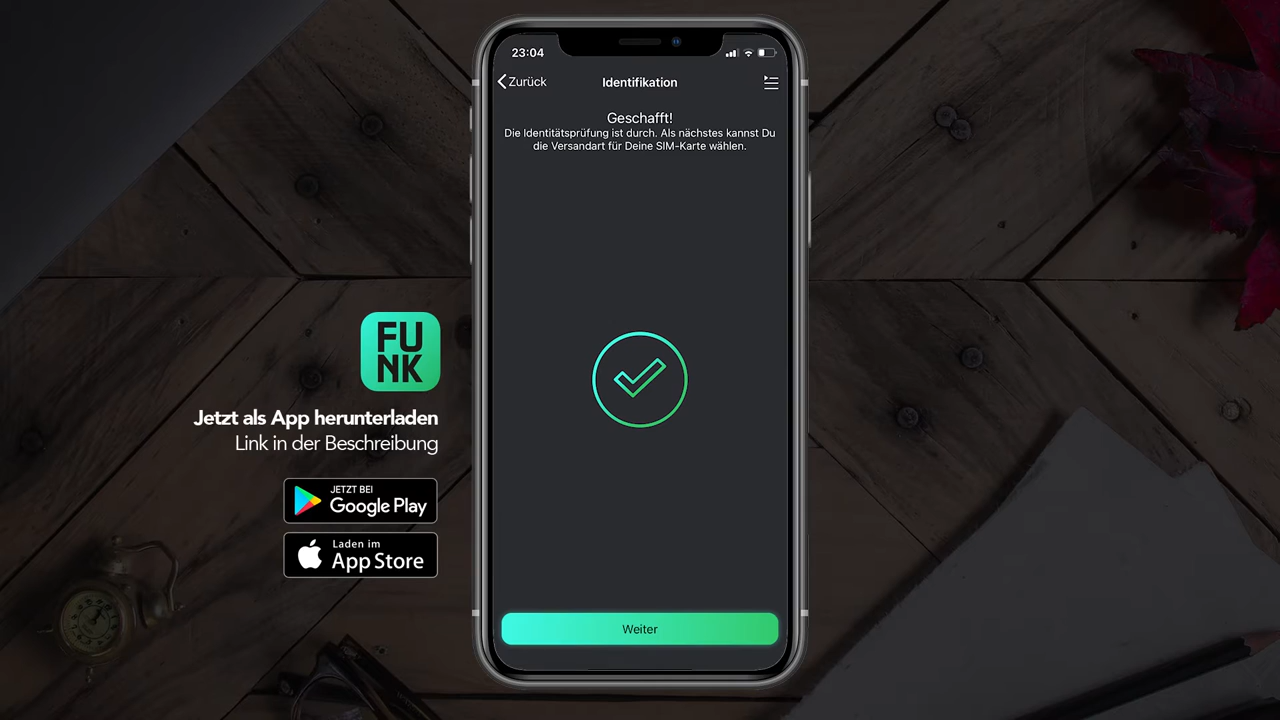 23:04
Zurück
Identifikation
Geschafft!
Die Identitätsprüfung ist durch. Als nächstes kannst Du
die Versandart für Deine SIM-Karte wählen.
Weiter
FU
NK
Jetzt als App herunterladen
Link in der Beschreibung
JETZT BEI
Google Play
Laden im
App Store